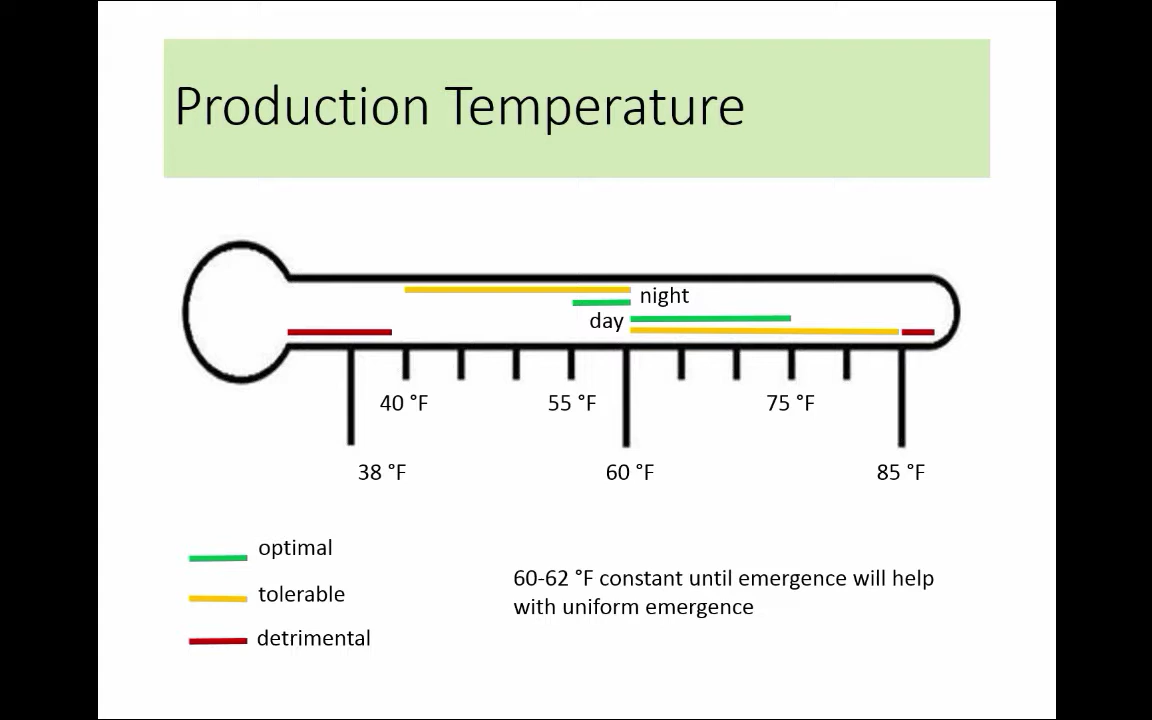 Production Temperature
night
day
40 °F
55 °F
75 °F
38 °F
60 °F
85 °F
optimal
tolerable
detrimental
60-62 °F constant until emergence will help
with uniform emergence